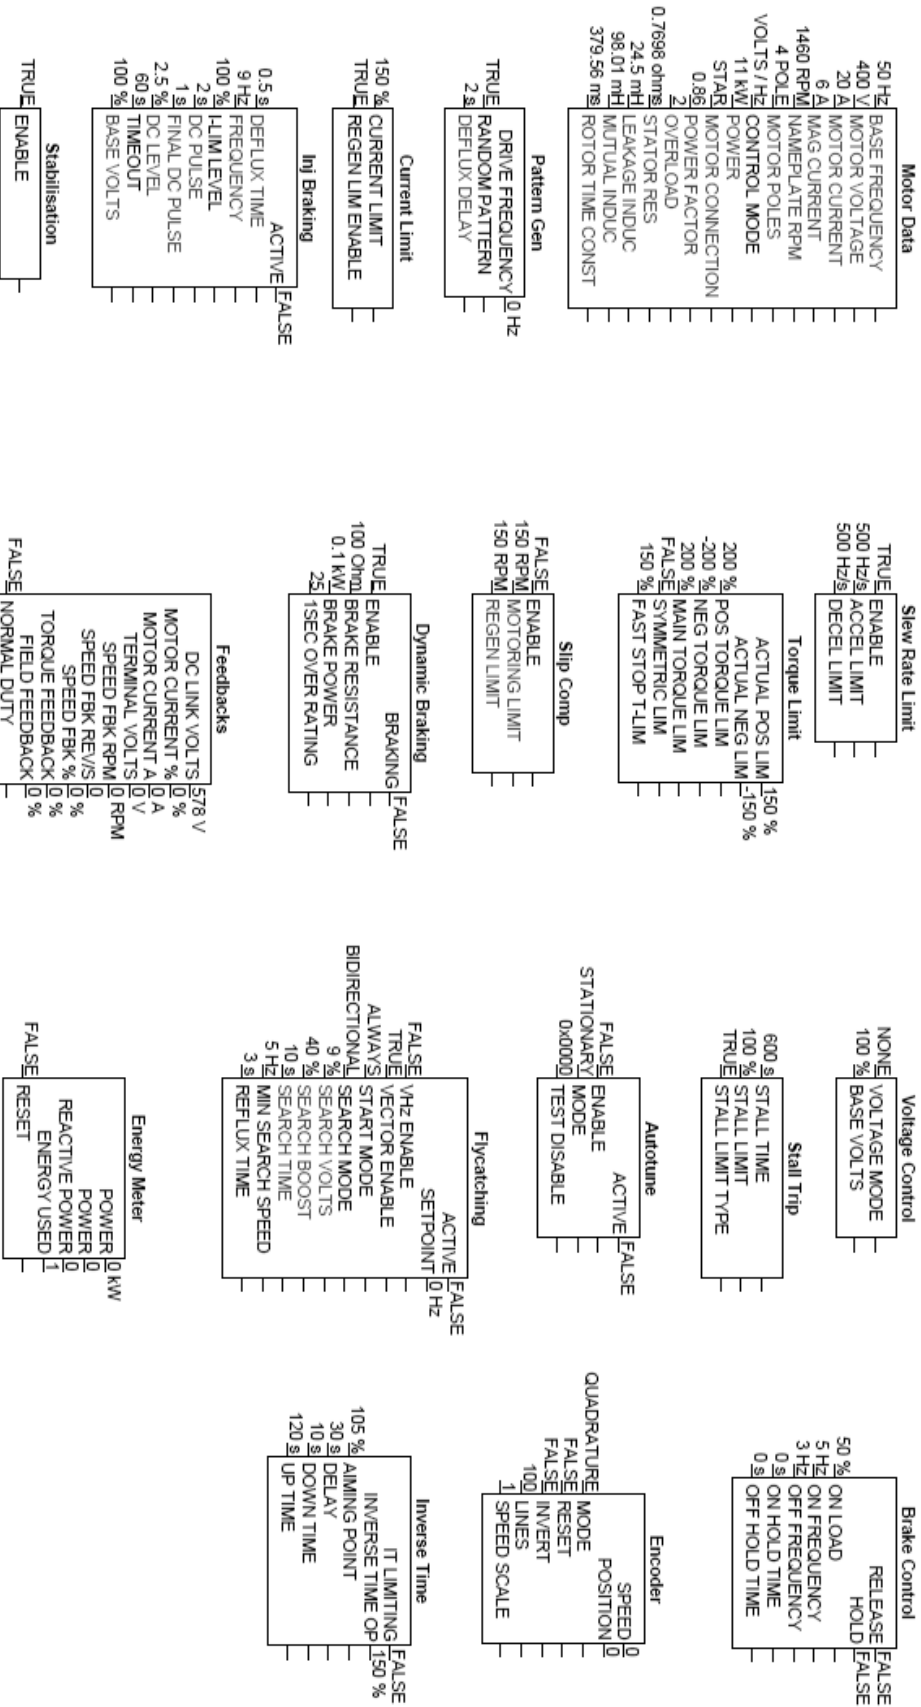 Motor Data
50 Hz BASE FREQUENCY
400 V MOTOR VOLTAGE
20 A MOTOR CURRENT
6 A MAG CURRENT
1460 RPM NAMEPLATE RPM
4 POLE MOTOR POLES
VOLTS / Hz CONTROL MODE
11 kW POWER
STAR MOTOR CONNECTION
0.86 POWER FACTOR
2 OVERLOAD
0.7698 ohms STATOR RES
24.5 mH LEAKAGE INDUC
98.01 mH MUTUAL INDUC
379.56 ms ROTOR TIME CONST
Pattern Gen
DRIVE FREQUENCY 0 Hz
TRUE RANDOM PATTERN
2 s DEFLUX DELAY
Current Limit
150 % CURRENT LIMIT
TRUE REGEN LIM ENABLE
Inj Braking
ACTIVE FALSE
0.5 s DEFLUX TIME
9 Hz FREQUENCY
100 % I-LIM LEVEL
2 s DC PULSE
1 s FINAL DC PULSE
2.5 % DC LEVEL
60 s TIMEOUT
100 % BASE VOLTS
Stabilisation
TRUE ENABLE
Slew Rate Limit
TRUE ENABLE
500 Hz/s ACCEL LIMIT
500 Hz/s DECEL LIMIT
Torque Limit
ACTUAL POS LIM 150 %
ACTUAL NEG LIM -150 %
200 % POS TORQUE LIM
-200 % NEG TORQUE LIM
200 % MAIN TORQUE LIM
FALSE SYMMETRIC LIM
150 % FAST STOP T-LIM
Slip Comp
FALSE ENABLE
150 RPM MOTORING LIMIT
150 RPM REGEN LIMIT
Dynamic Braking
BRAKING FALSE
TRUE ENABLE
100 Ohm BRAKE RESISTANCE
0.1 kW BRAKE POWER
25 1SEC OVER RATING
Feedbacks
DC LINK VOLTS 578 V
MOTOR CURRENT % 0 %
MOTOR CURRENT A 0 A
TERMINAL VOLTS 0 V
SPEED FBK RPM 0 RPM
SPEED FBK REV/S 0
SPEED FBK % 0 %
TORQUE FEEDBACK 0 %
FIELD FEEDBACK 0 %
FALSE NORMAL DUTY
Voltage Control
NONE VOLTAGE MODE
100 % BASE VOLTS
Stall Trip
600 s STALL TIME
100 % STALL LIMIT
TRUE STALL LIMIT TYPE
Autotune
ACTIVE FALSE
FALSE ENABLE
STATIONARY MODE
0x0000 TEST DISABLE
Flycatching
ACTIVE FALSE
SETPOINT 0 Hz
FALSE VHz ENABLE
TRUE VECTOR ENABLE
ALWAYS START MODE
BIDIRECTIONAL SEARCH MODE
9 % SEARCH VOLTS
40 % SEARCH BOOST
10 s SEARCH TIME
5 Hz MIN SEARCH SPEED
3 s REFLUX TIME
Energy Meter
POWER 0 kW
POWER 0
REACTIVE POWER 0
ENERGY USED 1
FALSE RESET
Brake Control
RELEASE FALSE
HOLD FALSE
50 % ON LOAD
5 Hz ON FREQUENCY
3 Hz OFF FREQUENCY
0 s ON HOLD TIME
0 s OFF HOLD TIME
Encoder
SPEED 0
POSITION 0
QUADRATURE MODE
FALSE RESET
FALSE INVERT
100 LINES
1 SPEED SCALE
Inverse Time
IT LIMITING FALSE
INVERSE TIME OP 150 %
105 % AIMING POINT
30 s DELAY
10 s DOWN TIME
120 s UP TIME